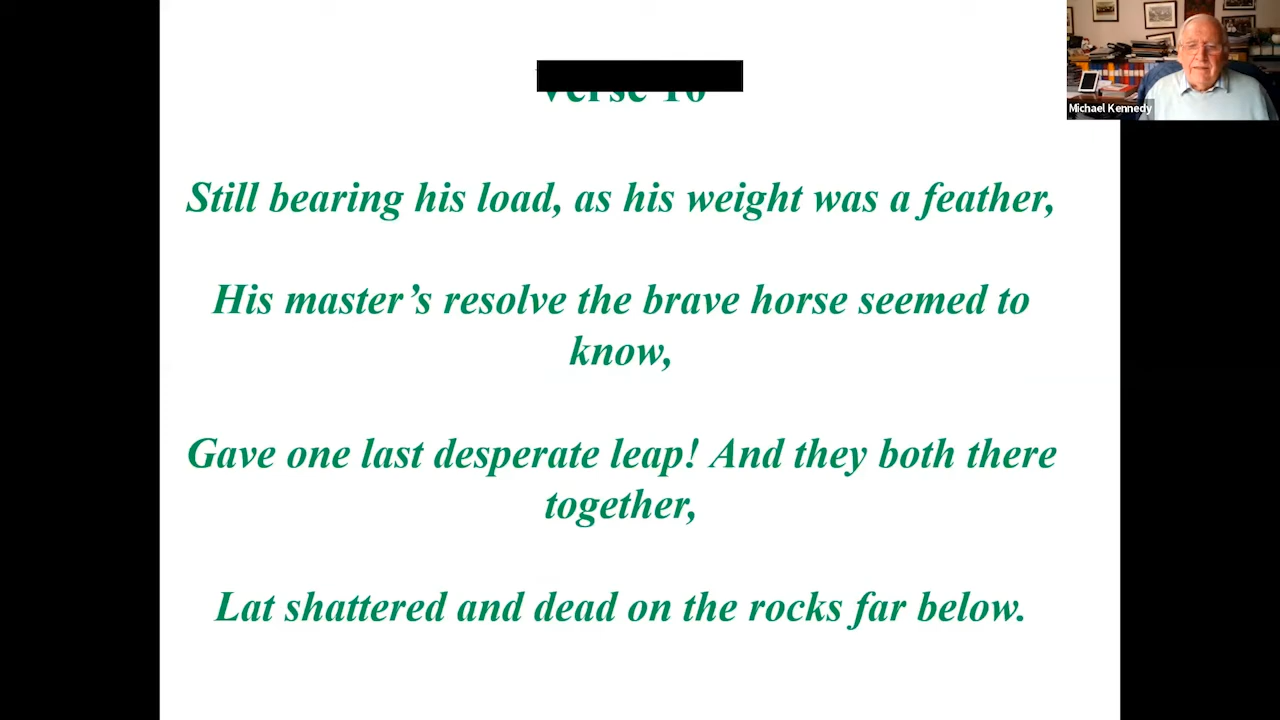 Verse 16
Still bearing his load, as his weight was a feather,
His master’s resolve the brave horse seemed to
know,
Gave one last desperate leap! And they both there
together,
Lat shattered and dead on the rocks far below.
Michael Kennedy